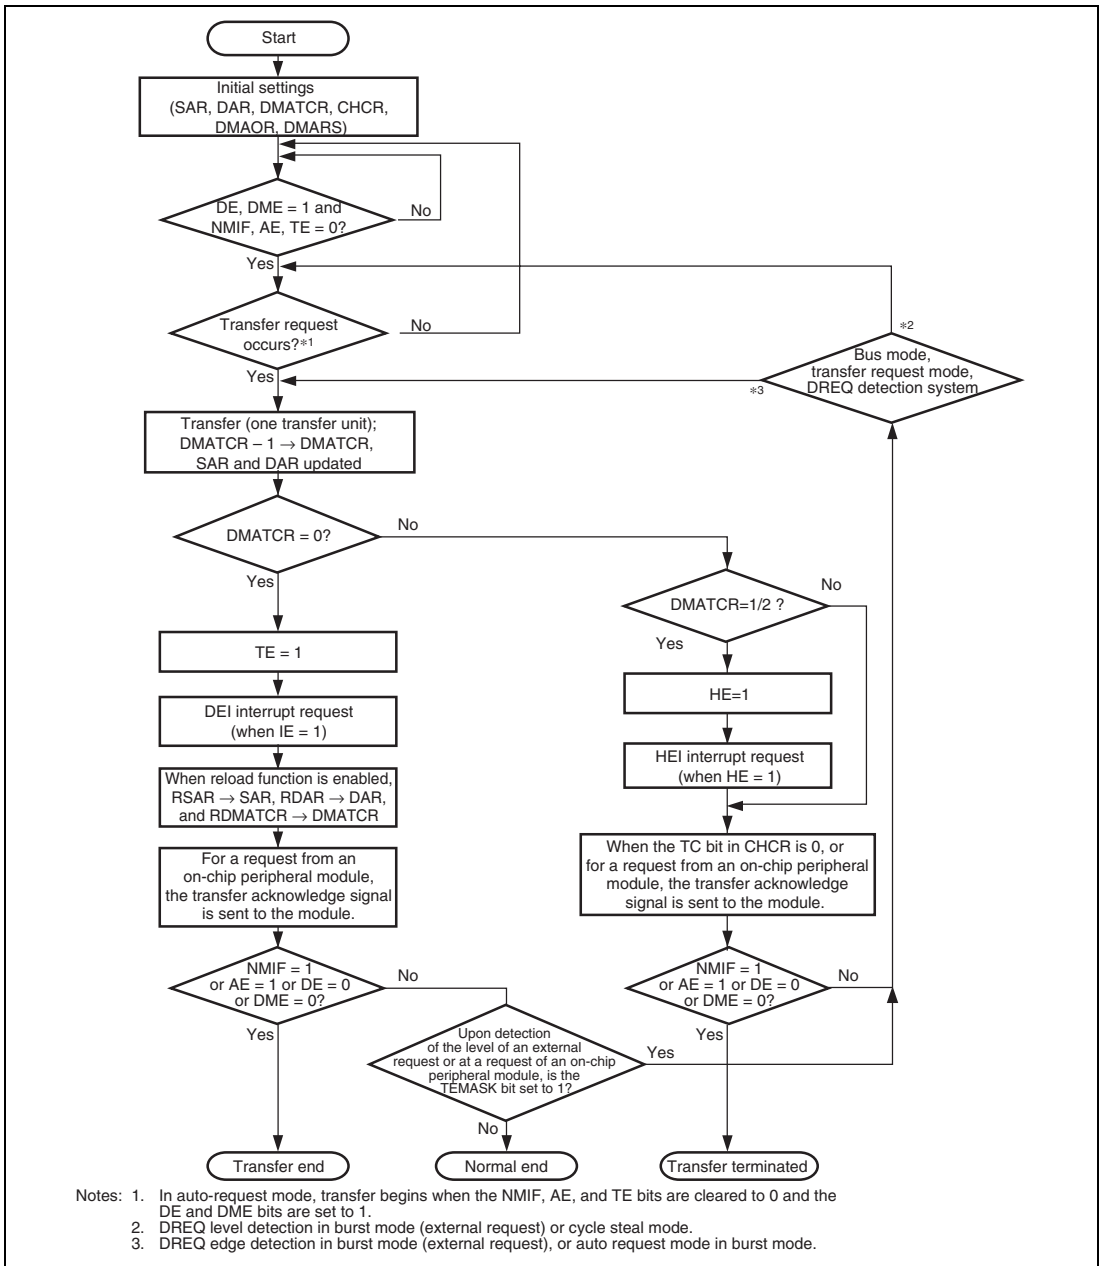 Start
Initial settings
(SAR, DAR, DMATCR, CHCR,
DMAOR, DMARS)
DE, DME = 1 and
NMIF, AE, TE = 0?
No
Yes
Transfer request
occurs?*1
No
Yes
*2
Bus mode,
transfer request mode,
DREQ detection system
*3
Transfer (one transfer unit);
DMATCR – 1 → DMATCR,
SAR and DAR updated
DMATCR = 0?
No
Yes
DMATCR=1/2 ?
No
Yes
TE = 1
HE=1
DEI interrupt request
(when IE = 1)
HEI interrupt request
(when HE = 1)
When reload function is enabled,
RSAR → SAR, RDAR → DAR,
and RDMATCR → DMATCR
For a request from an
on-chip peripheral module,
the transfer acknowledge signal
is sent to the module.
When the TC bit in CHCR is 0, or
for a request from an on-chip peripheral
module, the transfer acknowledge
signal is sent to the module.
NMIF = 1
or AE = 1 or DE = 0
or DME = 0?
No
Yes
NMIF = 1
or AE = 1 or DE = 0
or DME = 0?
No
Yes
Upon detection
of the level of an external
request or at a request of an on-chip
peripheral module, is the
TEMASK bit set to 1?
Yes
No
Transfer end
Normal end
Transfer terminated
Notes: 1. In auto-request mode, transfer begins when the NMIF, AE, and TE bits are cleared to 0 and the
DE and DME bits are set to 1.
2. DREQ level detection in burst mode (external request) or cycle steal mode.
3. DREQ edge detection in burst mode (external request), or auto request mode in burst mode.